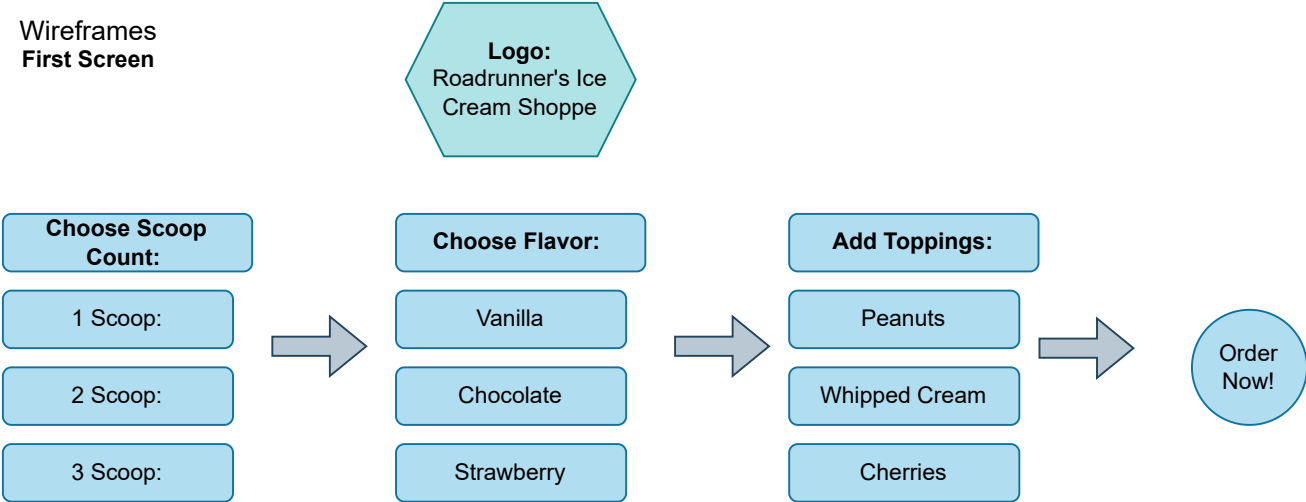 Wireframes
First Screen
Logo:
Roadrunner's Ice
Cream Shoppe
Choose Scoop
Count:
1 Scoop:
2 Scoop:
3 Scoop:
Choose Flavor:
Vanilla
Chocolate
Strawberry
Add Toppings:
Peanuts
Whipped Cream
Cherries
Order
Now!